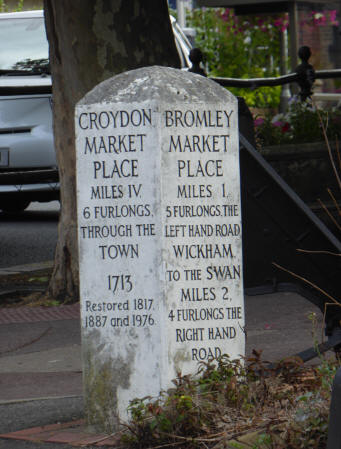 CROYDON
MARKET
PLACE
MILES IV.
6 FURLONGS.
THROUGH THE
TOWN
1713
Restored 1817.
1887 and 1976.
BROMLEY
MARKET
PLACE
MILES 1.
5 FURLONGS, THE
LEFT HAND ROAD
WICKHAM.
TO THE SWAN
MILES 2.
4 FURLONGS THE
RIGHT HAND
ROAD